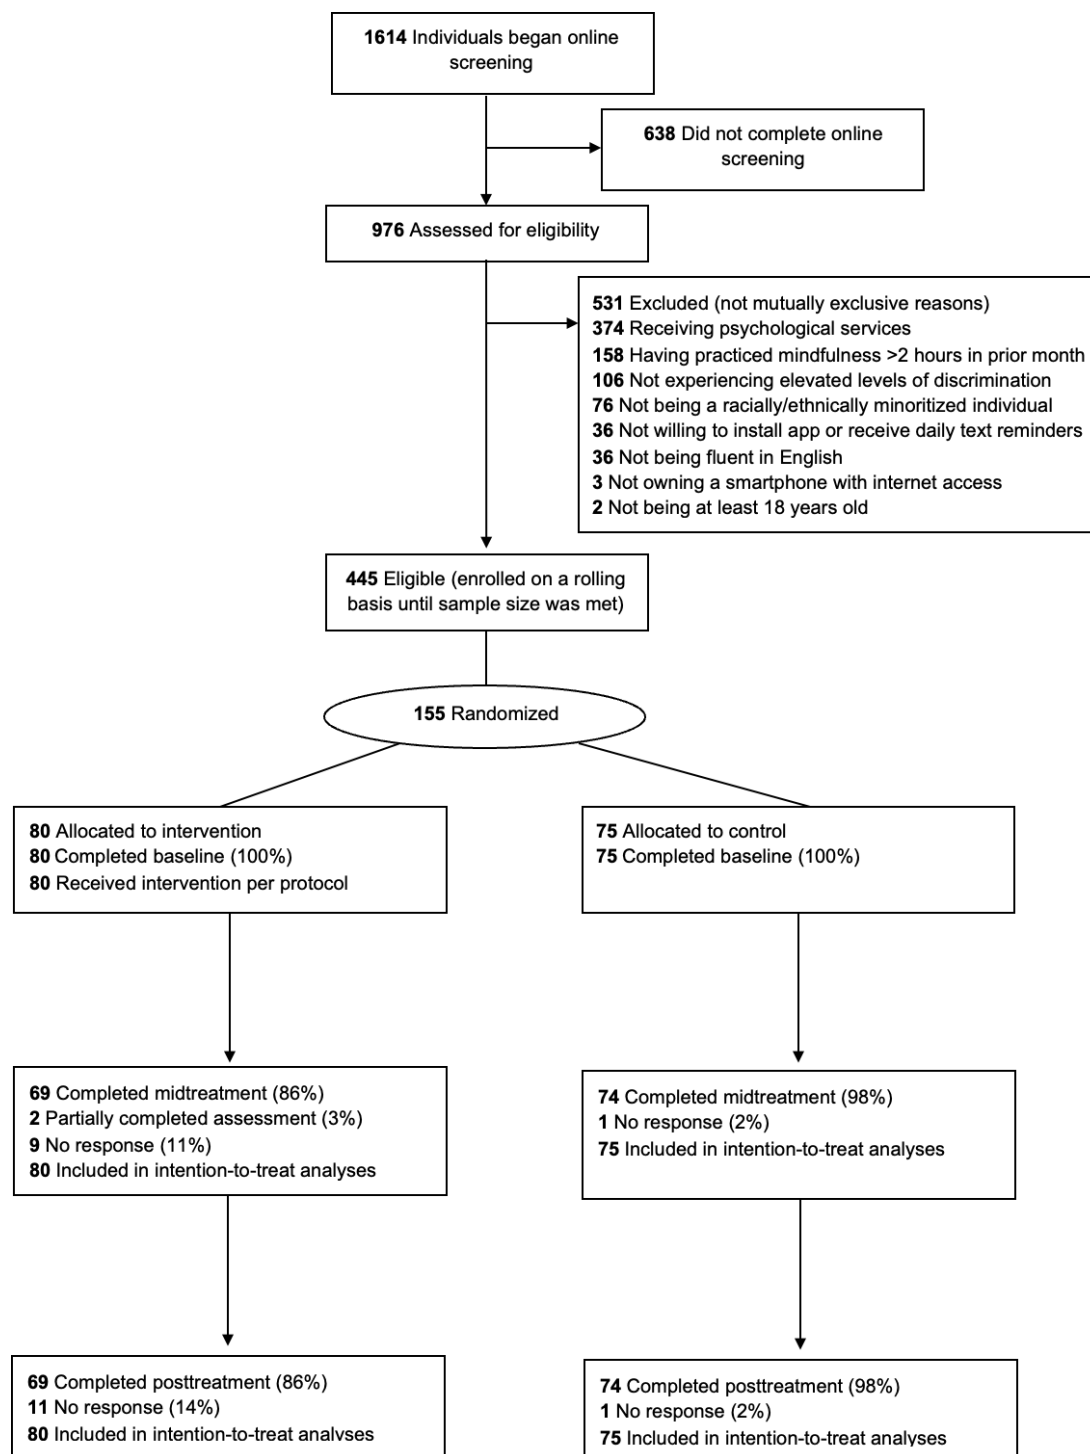 1614 Individuals began online
screening
638 Did not complete online
screening
976 Assessed for eligibility
531 Excluded (not mutually exclusive reasons)
374 Receiving psychological services
158 Having practiced mindfulness >2 hours in prior month
106 Not experiencing elevated levels of discrimination
76 Not being a racially/ethnically minoritized individual
36 Not willing to install app or receive daily text reminders
36 Not being fluent in English
3 Not owning a smartphone with internet access
2 Not being at least 18 years old
445 Eligible (enrolled on a rolling
basis until sample size was met)
155 Randomized
80 Allocated to intervention
80 Completed baseline (100%)
80 Received intervention per protocol
75 Allocated to control
75 Completed baseline (100%)
69 Completed midtreatment (86%)
2 Partially completed assessment (3%)
9 No response (11%)
80 Included in intention-to-treat analyses
74 Completed midtreatment (98%)
1 No response (2%)
75 Included in intention-to-treat analyses
69 Completed posttreatment (86%)
11 No response (14%)
80 Included in intention-to-treat analyses
74 Completed posttreatment (98%)
1 No response (2%)
75 Included in intention-to-treat analyses